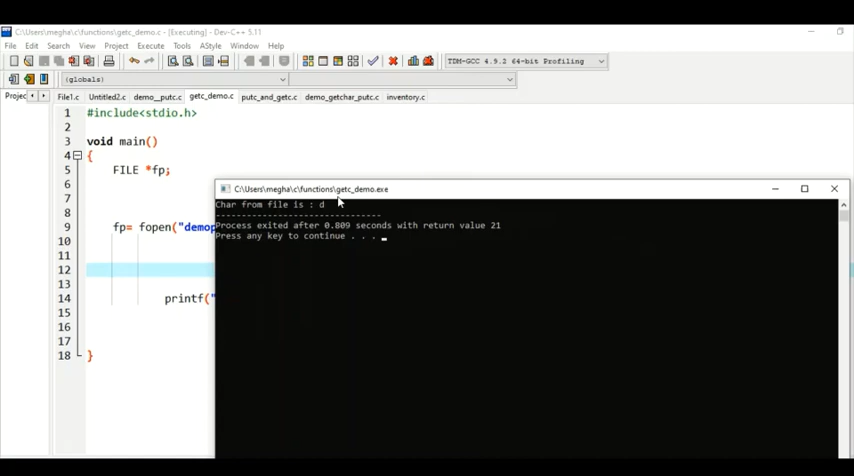 C:\Users\megha\c\functions\getc_demo.c - [Executing] - Dev-C++ 5.11
File Edit Search View Project Execute Tools AStyle Window Help
TDM-GCC 4.9.2 64-bit Profiling
(globals)
Projec File1.c Untitled2.c demo__putc.c getc_demo.c putc_and_getc.c demo_getchar_putc.c inventory.c
1 #include<stdio.h>
2
3 void main()
4 {
5 FILE *fp;
6
7
8
9 fp= fopen("demop
10
11
12
13
14 printf("
15
16
17
18 }
C:\Users\megha\c\functions\getc_demo.exe
Char from file is : d
--------------------------------
Process exited after 0.809 seconds with return value 21
Press any key to continue . . .